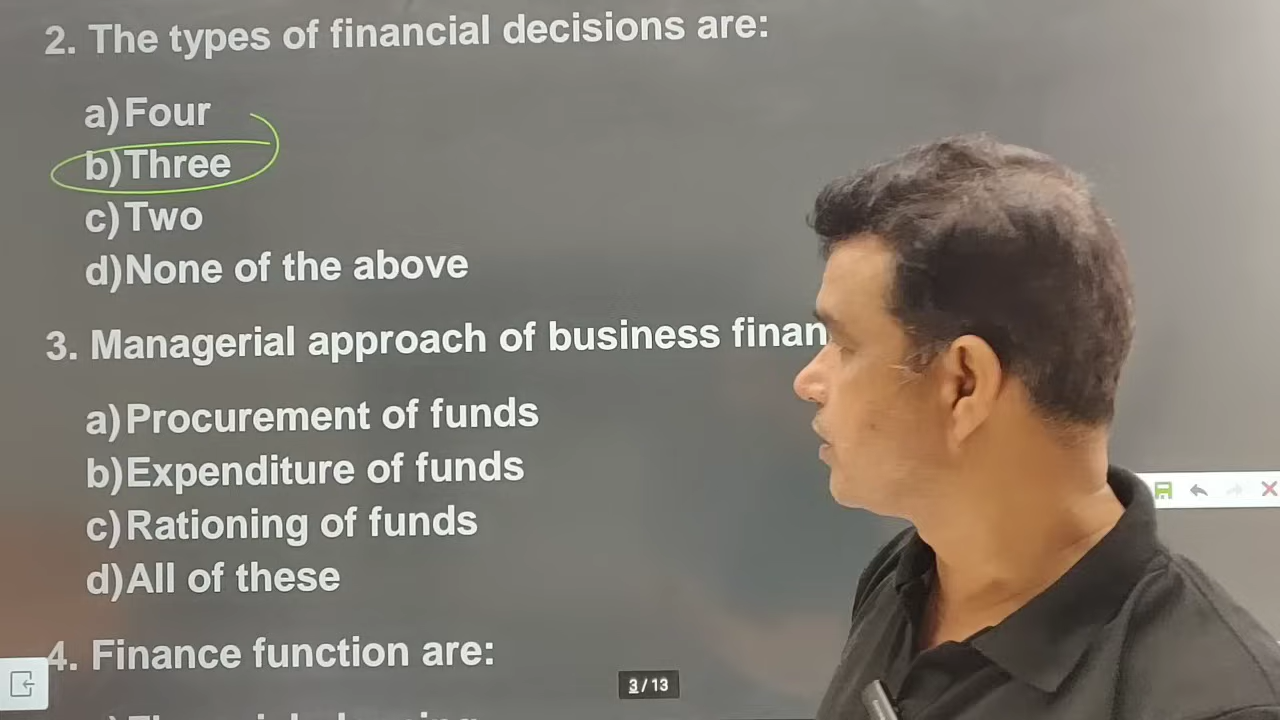 2. The types of financial decisions are:
a) Four
b) Three
c) Two
d) None of the above
3. Managerial approach of business finan
a) Procurement of funds
b) Expenditure of funds
c) Rationing of funds
d) All of these
4. Finance function are:
3/13